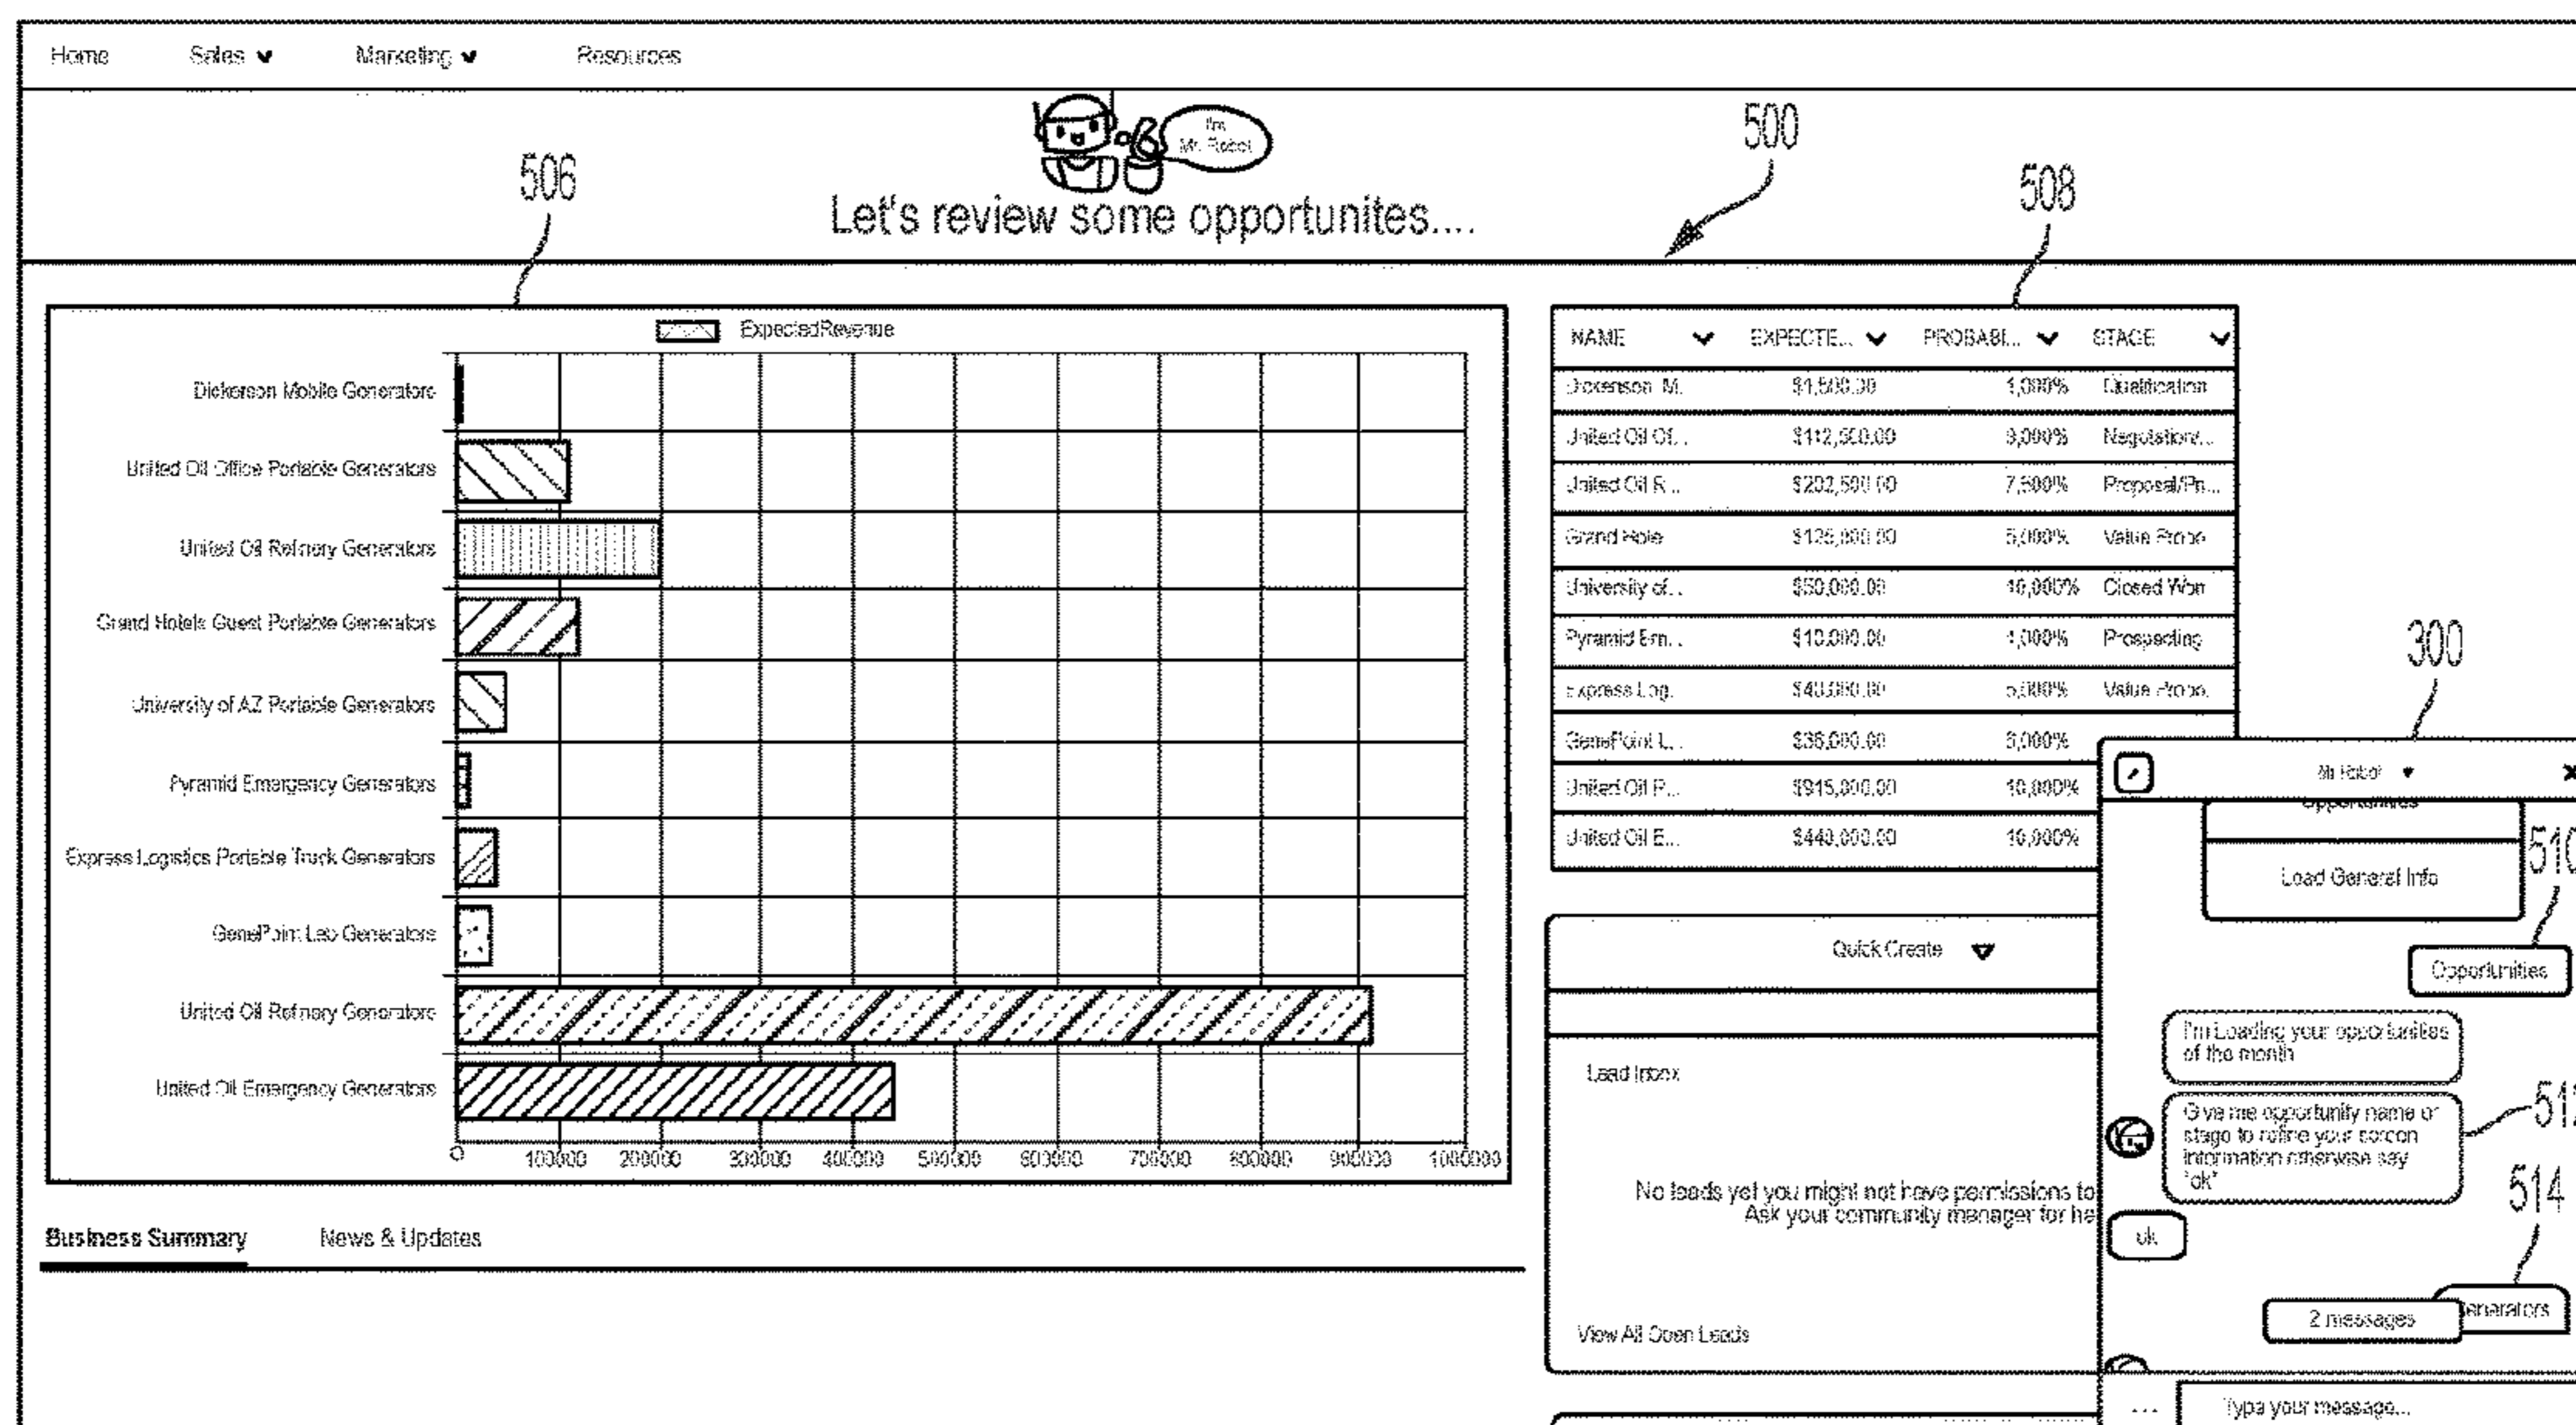 Home Sales Marketing Resources
I'm
Mr. Robot
Let's review some opportunites....
500
506
508
ExpectedRevenue
Dickerson Mobile Generators
United Oil Office Portable Generators
United Oil Refinery Generators
Grand Hotels Guest Portable Generators
University of AZ Portable Generators
Pyramid Emergency Generators
Express Logistics Portable Truck Generators
GenePoint Lab Generators
United Oil Refinery Generators
United Oil Emergency Generators
0 100000 200000 300000 400000 500000 600000 700000 800000 900000 1000000
NAME EXPECTE... PROBABI... STAGE
Dickerson M. $1,500.00 1,000% Qualification
United Oil Of... $112,500.00 9,000% Negotiation/...
United Oil R... $202,500.00 7,500% Proposal/Pri...
Grand Hote $125,000.00 5,000% Value Propo
University of... $50,000.00 10,000% Closed Won
Pyramid Em... $10,000.00 1,000% Prospecting
Express Log. $40,000.00 5,000% Value Propo.
GenePoint L... $36,000.00
United Oil R... $915,000.00 10,000%
United Oil E... $440,000.00 10,000%
300
Mr Robot
Opportunities
Load General Info
510
Opportunities
I'm Loading your opportunities
of the month
Give me opportunity name or
stage to refine your screen
information otherwise say
"ok"
514
ok
2 messages
Generators
Type your message...
Quick Create
Lead Inbox
No leads yet you might not have permissions to
Ask your community manager for he
View All Open Leads
Business Summary News & Updates